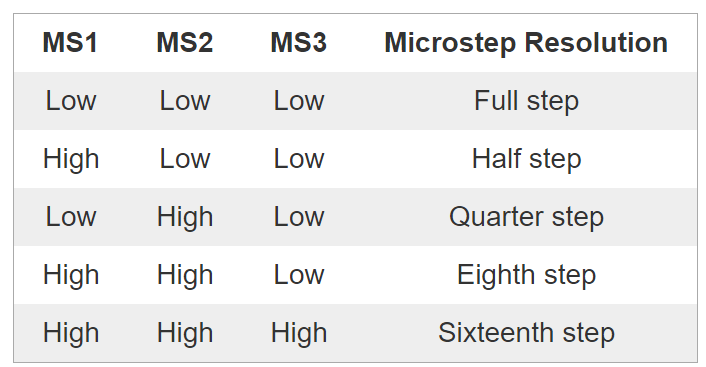 MS1 MS2 MS3 Microstep Resolution
Low Low Low Full step
High Low Low Half step
Low High Low Quarter step
High High Low Eighth step
High High High Sixteenth step